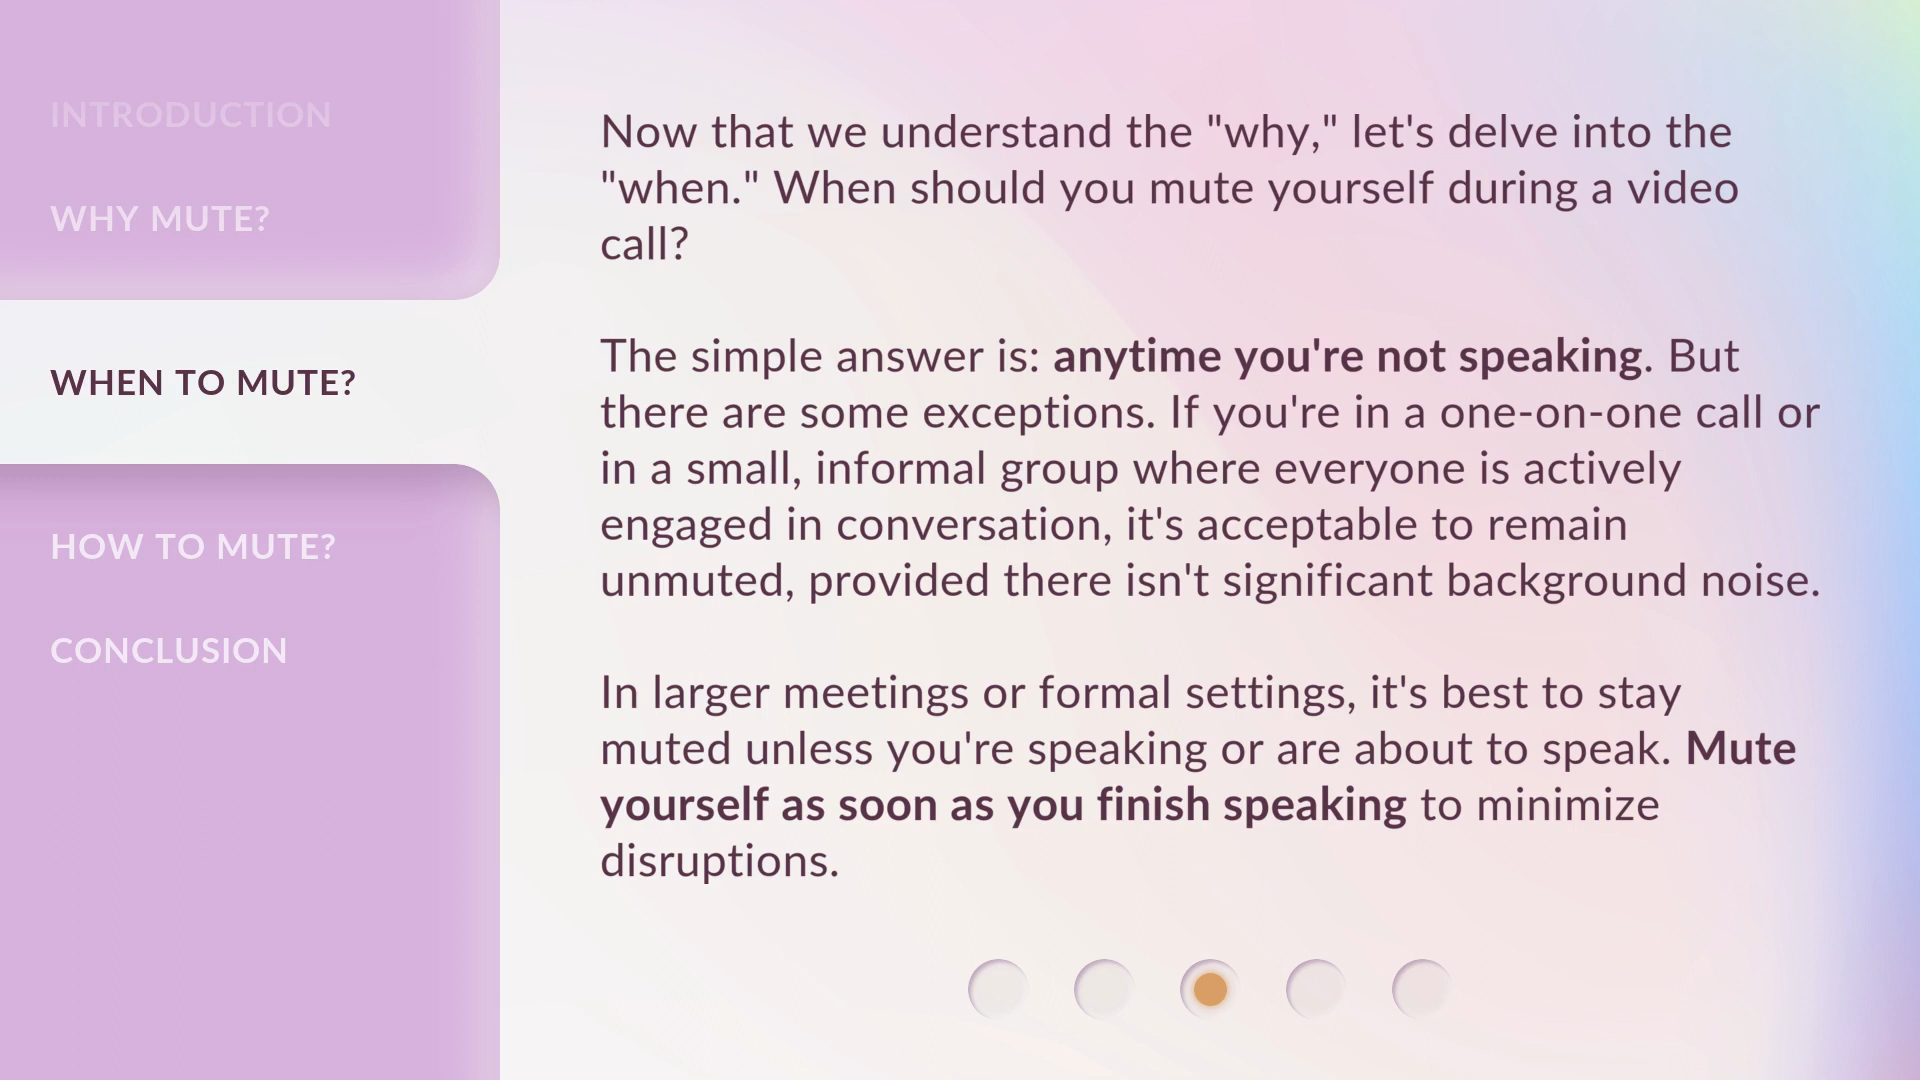 INTRODUCTION
WHY MUTE?
WHEN TO MUTE?
HOW TO MUTE?
CONCLUSION
Now that we understand the "why," let's delve into the
"when." When should you mute yourself during a video
call?
The simple answer is: anytime you're not speaking. But
there are some exceptions. If you're in a one-on-one call or
in a small, informal group where everyone is actively
engaged in conversation, it's acceptable to remain
unmuted, provided there isn't significant background noise.
In larger meetings or formal settings, it's best to stay
muted unless you're speaking or are about to speak. Mute
yourself as soon as you finish speaking to minimize
disruptions.